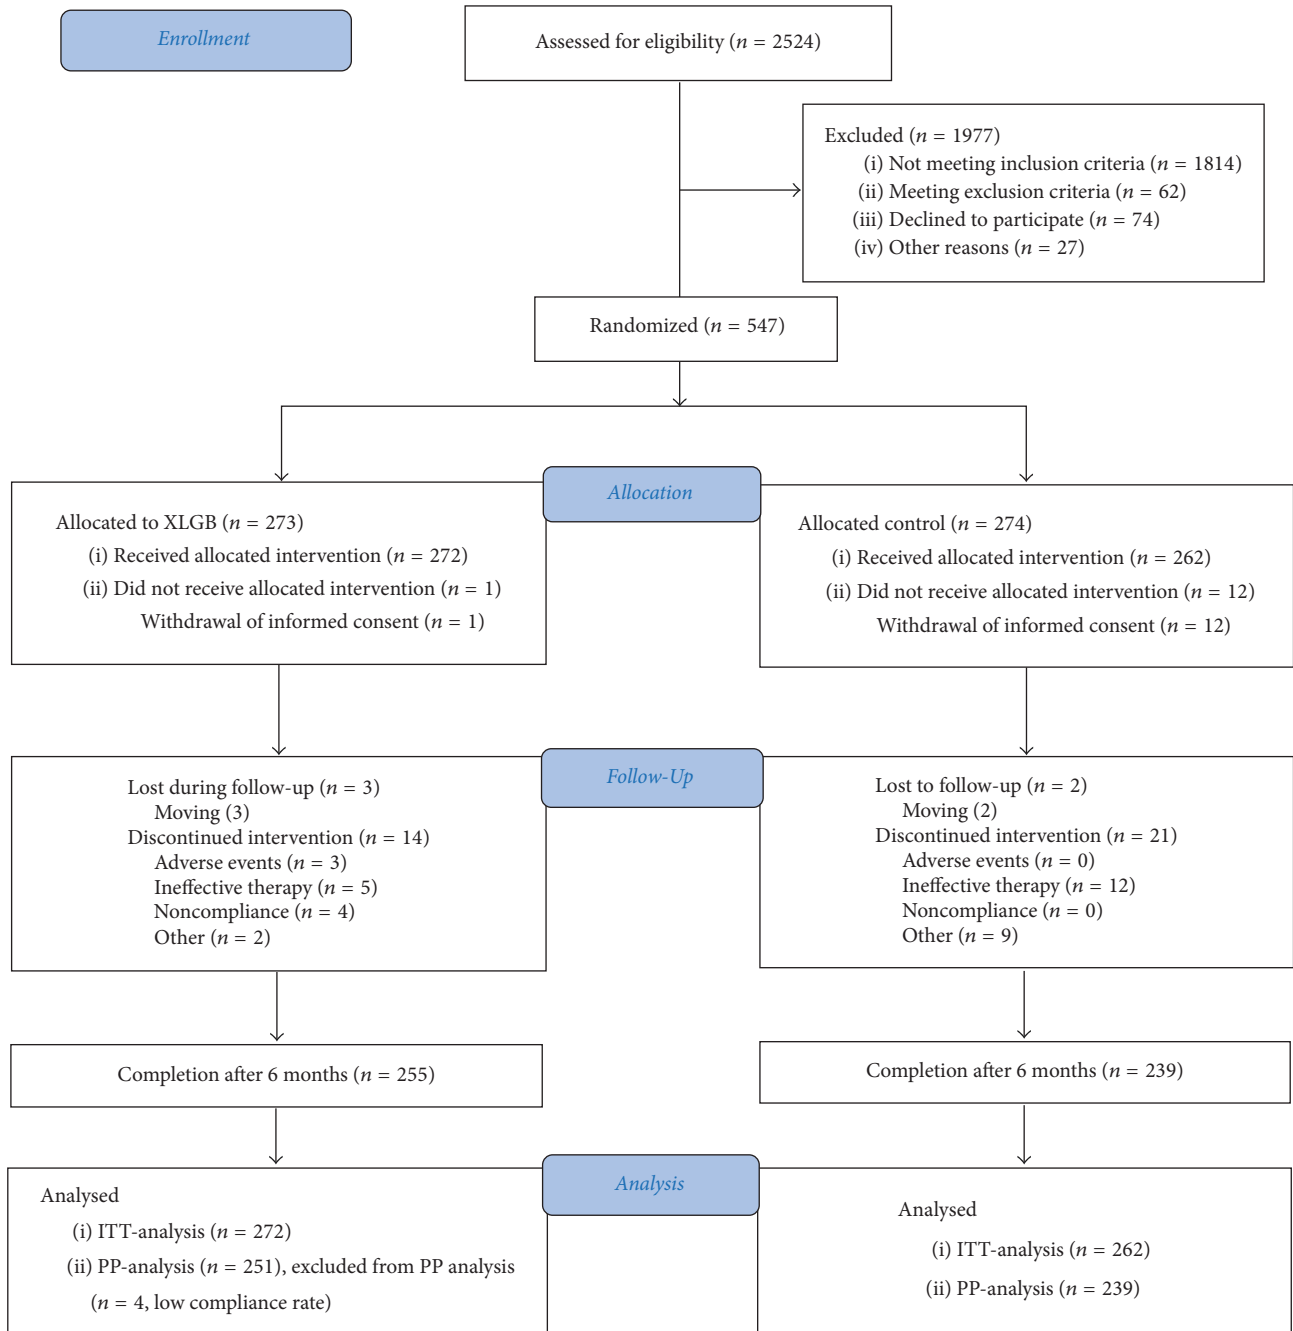 Enrollment
Assessed for eligibility (n = 2524)
Excluded (n = 1977)
(i) Not meeting inclusion criteria (n = 1814)
(ii) Meeting exclusion criteria (n = 62)
(iii) Declined to participate (n = 74)
(iv) Other reasons (n = 27)
Randomized (n = 547)
Allocation
Allocated to XLGB (n = 273)
(i) Received allocated intervention (n = 272)
(ii) Did not receive allocated intervention (n = 1)
Withdrawal of informed consent (n = 1)
Allocated control (n = 274)
(i) Received allocated intervention (n = 262)
(ii) Did not receive allocated intervention (n = 12)
Withdrawal of informed consent (n = 12)
Follow-Up
Lost during follow-up (n = 3)
Moving (3)
Discontinued intervention (n = 14)
Adverse events (n = 3)
Ineffective therapy (n = 5)
Noncompliance (n = 4)
Other (n = 2)
Lost to follow-up (n = 2)
Moving (2)
Discontinued intervention (n = 21)
Adverse events (n = 0)
Ineffective therapy (n = 12)
Noncompliance (n = 0)
Other (n = 9)
Completion after 6 months (n = 255)
Completion after 6 months (n = 239)
Analysis
Analysed
(i) ITT-analysis (n = 272)
(ii) PP-analysis (n = 251), excluded from PP analysis
(n = 4, low compliance rate)
Analysed
(i) ITT-analysis (n = 262)
(ii) PP-analysis (n = 239)